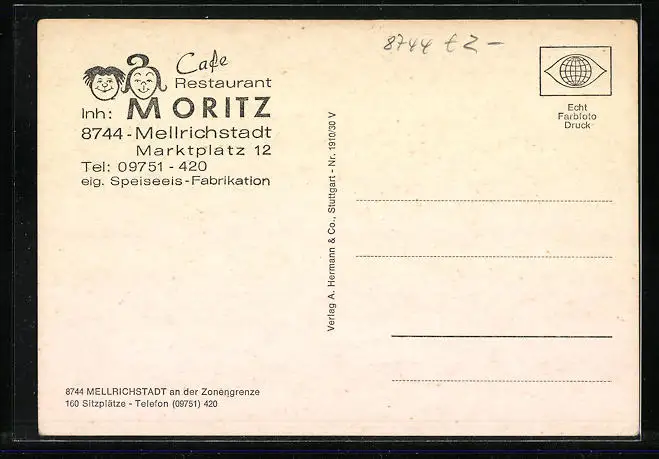 Cafe
Restaurant
Inh: MORITZ
8744 - Mellrichstadt
Marktplatz 12
Tel: 09751 - 420
eig. Speiseeis - Fabrikation
8744 € 2 -
Echt
Farbfoto
Druck
Verlag A. Hermann & Co., Stuttgart - Nr. 1910/30 V
8744 MELLRICHSTADT an der Zonengrenze
160 Sitzplätze - Telefon (09751) 420